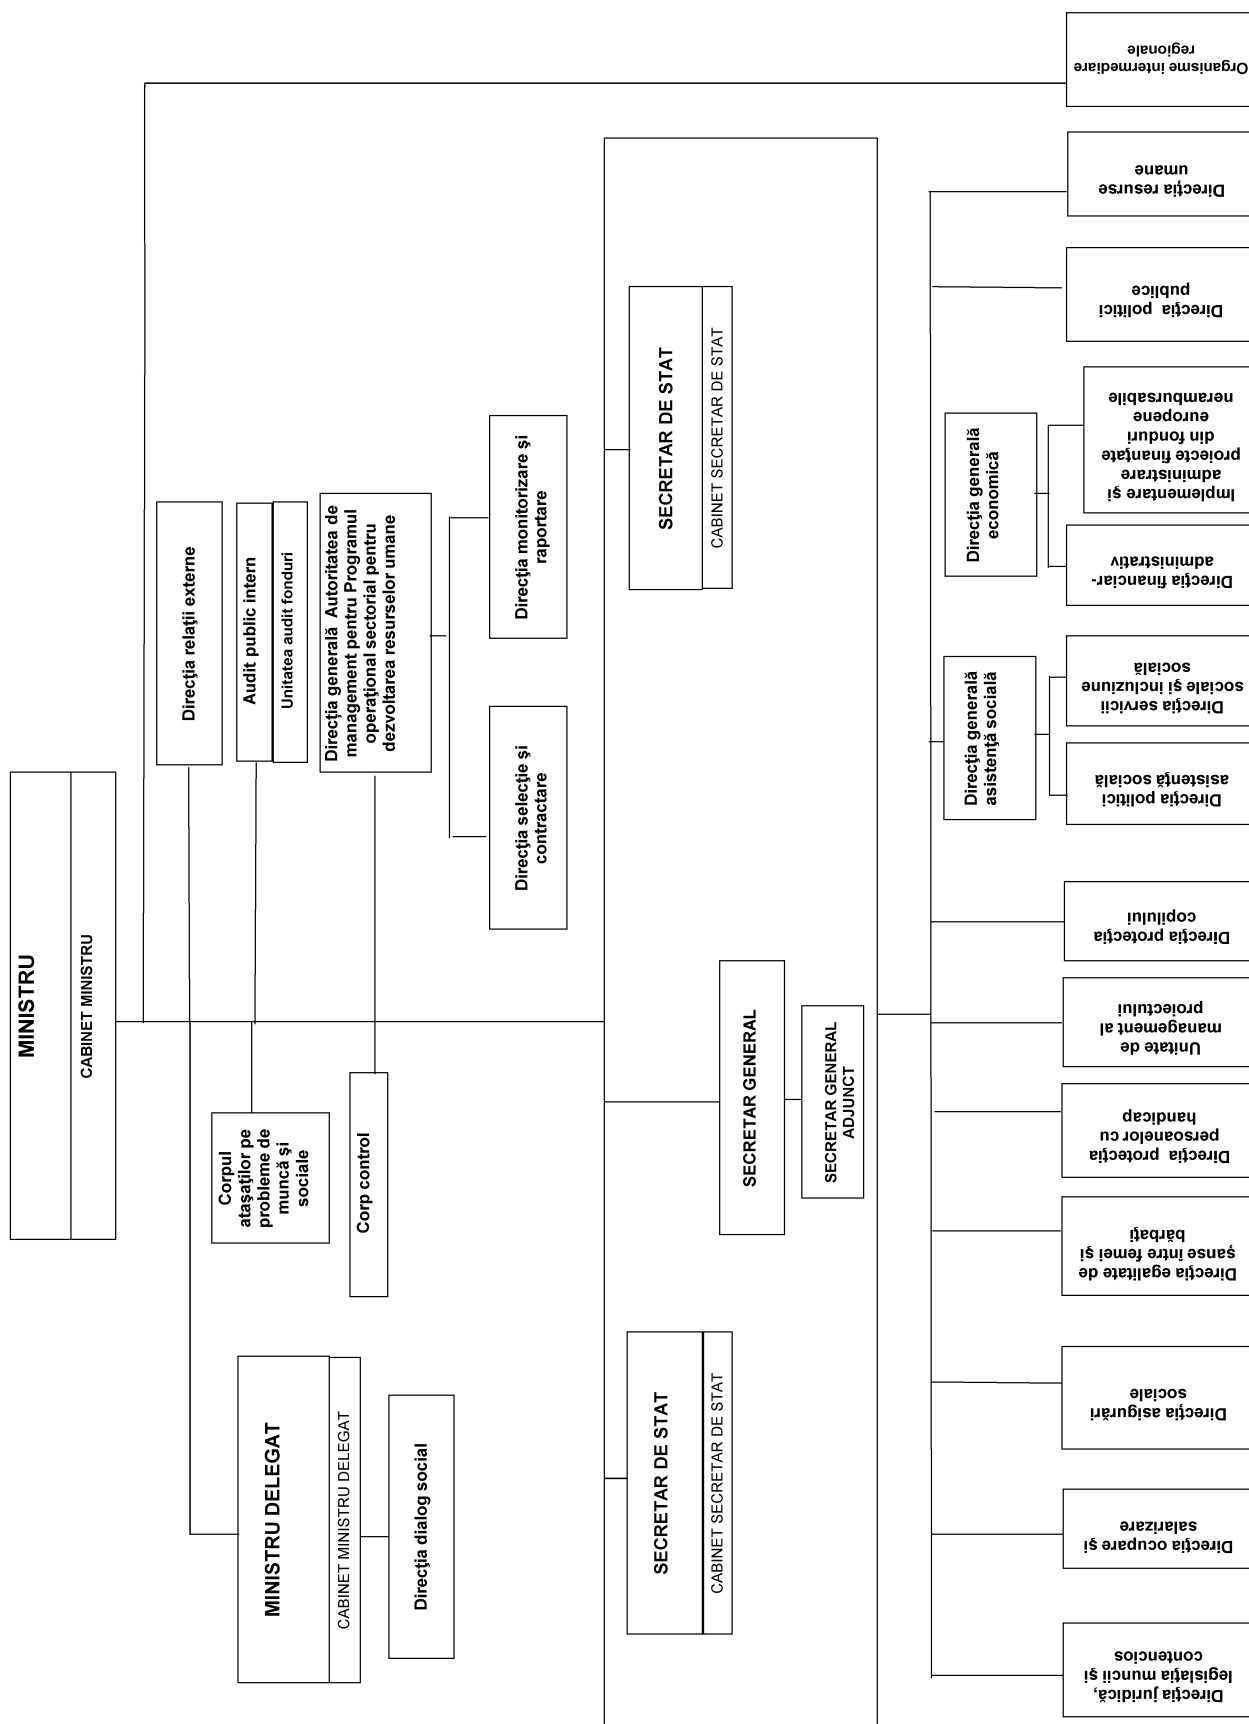 MINISTRU
CABINET MINISTRU
MINISTRU DELEGAT
CABINET MINISTRU DELEGAT
Direcţia dialog social
Corpul
ataşaţilor pe
probleme de
muncă şi
sociale
Corp control
Direcţia relaţii externe
Audit public intern
Unitatea audit fonduri
Direcţia generală Autoritatea de
management pentru Programul
operaţional sectorial pentru
dezvoltarea resurselor umane
Direcţia selecţie şi
contractare
Direcţia monitorizare şi
raportare
SECRETAR DE STAT
CABINET SECRETAR DE STAT
SECRETAR GENERAL
SECRETAR GENERAL
ADJUNCT
SECRETAR DE STAT
CABINET SECRETAR DE STAT
Direcţia generală
asistenţă socială
Direcţia generală
economică
Direcţia juridică,
legislaţia muncii şi
contencios
Direcţia ocupare şi
salarizare
Direcţia asigurări
sociale
Direcţia egalitate de
şanse între femei şi
bărbaţi
Direcţia protecţia
persoanelor cu
handicap
Unitate de
management al
proiectului
Direcţia protecţia
copilului
Direcţia politici
asistenţă socială
Direcţia servicii
sociale şi incluziune
socială
Direcţia financiar-
administrativ
Implementare şi
administrare
proiecte finanţate
din fonduri
europene
nerambursabile
Direcţia politici
publice
Direcţia resurse
umane
Organisme intermediare
regionale